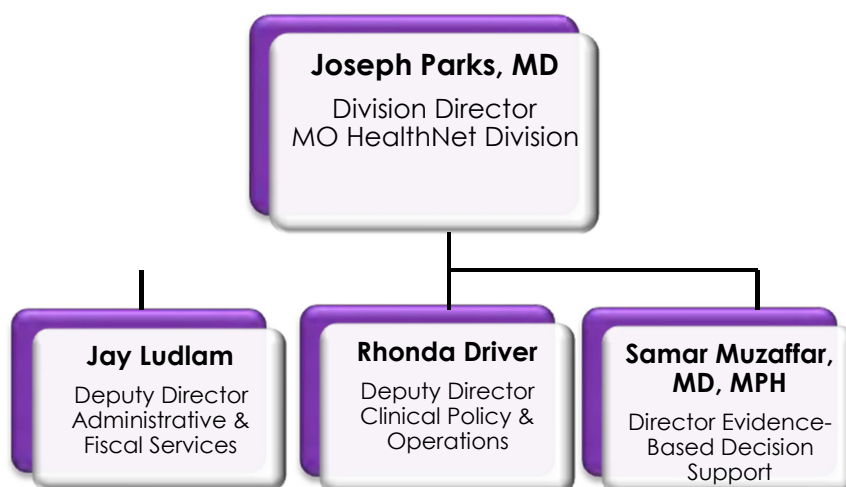 Joseph Parks, MD
Division Director
MO HealthNet Division
Jay Ludlam
Deputy Director
Administrative &
Fiscal Services
Rhonda Driver
Deputy Director
Clinical Policy &
Operations
Samar Muzaffar,
MD, MPH
Director Evidence-
Based Decision
Support